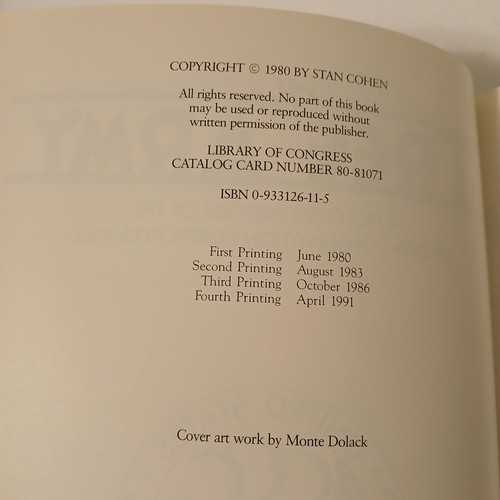 COPYRIGHT © 1980 BY STAN COHEN
All rights reserved. No part of this book
may be used or reproduced without
written permission of the publisher.
LIBRARY OF CONGRESS
CATALOG CARD NUMBER 80-81071
ISBN 0-933126-11-5
First Printing June 1980
Second Printing August 1983
Third Printing October 1986
Fourth Printing April 1991
Cover art work by Monte Dolack